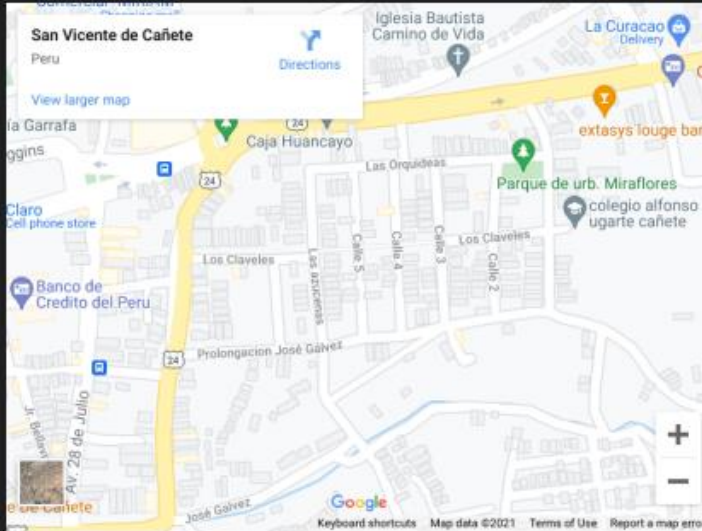 San Vicente de Cañete
Peru
Directions
View larger map
Iglesia Bautista
Camino de Vida
La Curacao
Delivery
24
Caja Huancayo
extasys louge bar
ía Garrafa
ggins
24
Las Orquideas
Parque de urb. Miraflores
Claro
Cell phone store
colegio alfonso
ugarte cañete
Los Claveles
Los Claveles
Las azucenas
Calle 5
Calle 4
Calle 3
Calle 2
Banco de
Credito del Peru
24
Prolongacion José Gálvez
Av. 28 de Julio
Jr. Bellavi
José Galvez
de Cañete
Google
Keyboard shortcuts Map data ©2021 Terms of Use Report a map erro